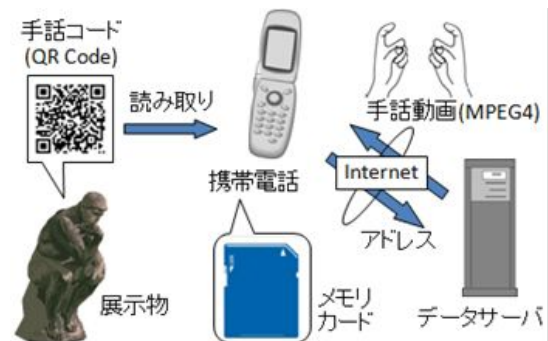 手話コード
(QR Code)
読み取り
手話動画(MPEG4)
携帯電話
Internet
アドレス
展示物
メモリ
カード
データサーバ